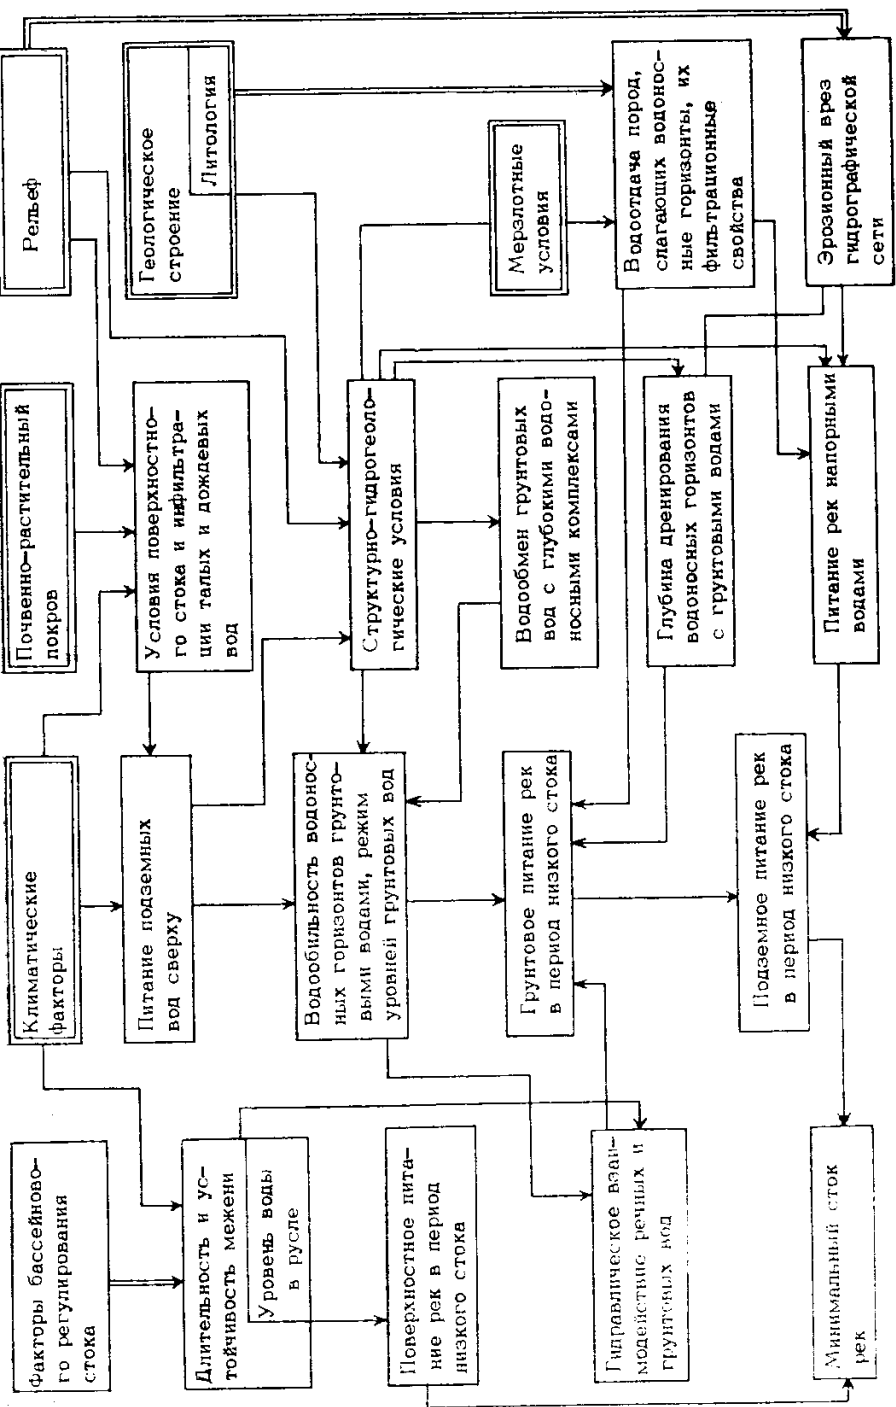 Факторы бассейново-
го регулирования
стока
Климатические
факторы
Почвенно-растительный
покров
Рельеф
Длительность и ус-
тойчивость межени
Уровень воды
в русле
Питание подземных
вод сверху
Условия поверхностно-
го стока и инфильтра-
ции талых и дождевых
вод
Геологическое
строение
Литология
Поверхностное пита-
ние рек в период
низкого стока
Водообильность водонос-
ных горизонтов грунто-
выми водами, режим
уровней грунтовых вод
Структурно-гидрогеоло-
гические условия
Мерзлотные
условия
Водообмен грунтовых
вод с глубокими водо-
носными комплексами
Гидравлическое взаи-
модействие речных и
грунтовых вод
Грунтовое питание рек
в период низкого стока
Глубина дренирования
водоносных горизонтов
с грунтовыми водами
Водоотдача пород,
слагающих водонос-
ные горизонты, их
фильтрационные
свойства
Минимальный сток
рек
Подземное питание рек
в период низкого стока
Питание рек напорными
водами
Эрозионный врез
гидрографической
сети